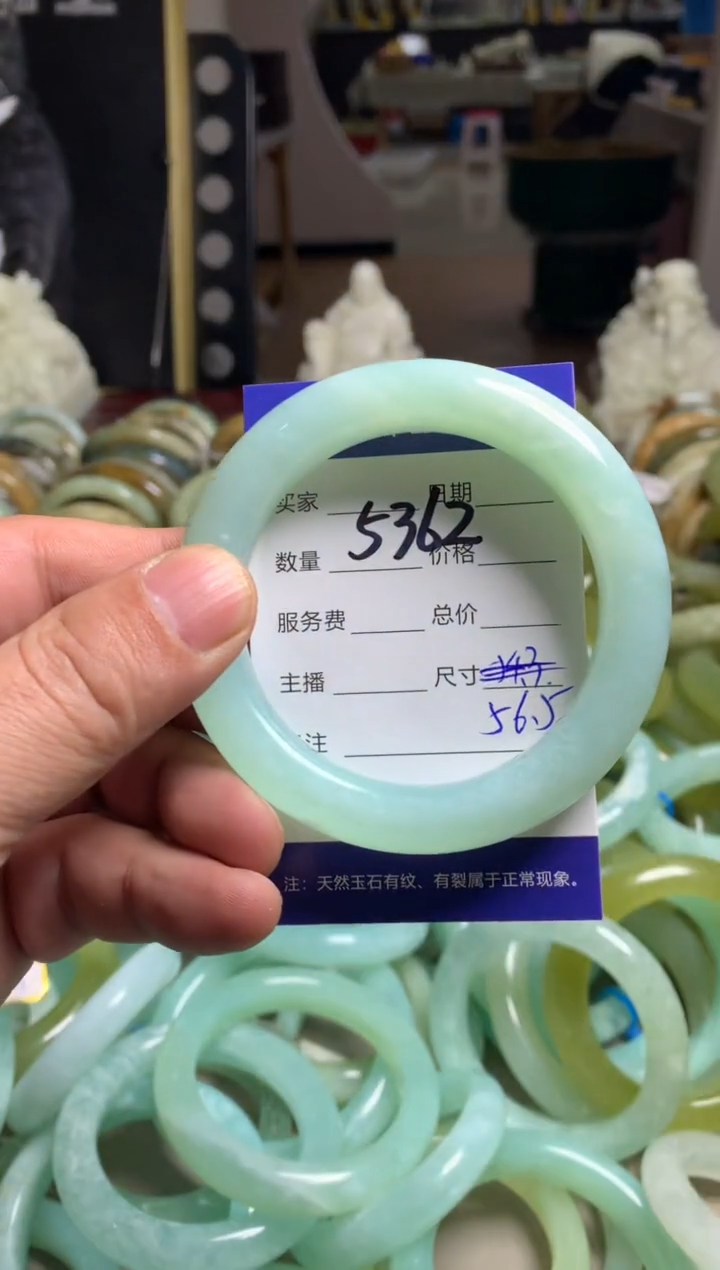 买家 日期
5362
数量 价格
服务费 总价
主播 尺寸
56.5
注
注：天然玉石有纹、有裂属于正常现象。